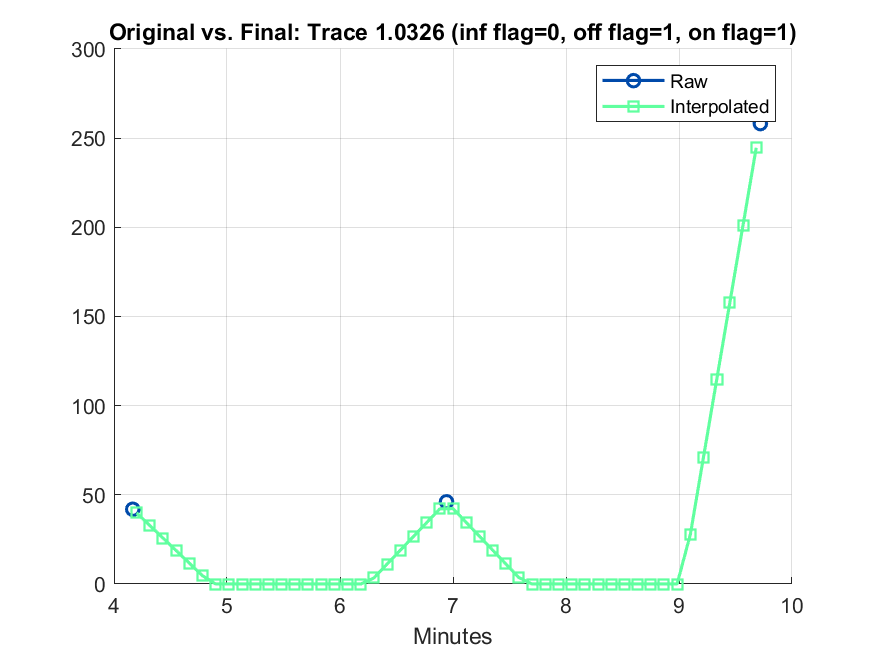 Original vs. Final: Trace 1.0326 (inf flag=0, off flag=1, on flag=1)
300
250
200
150
100
50
0
Raw
Interpolated
4 5 6 7 8 9 10
Minutes